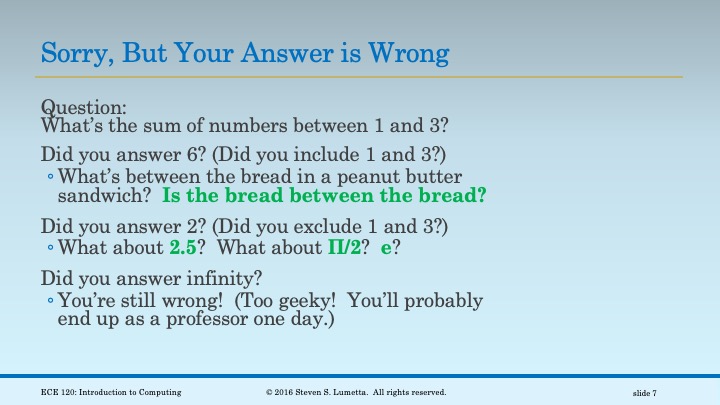 Sorry, But Your Answer is Wrong
Question:
What's the sum of numbers between 1 and 3?
Did you answer 6? (Did you include 1 and 3?)
◦ What's between the bread in a peanut butter
sandwich?  Is the bread between the bread?
Did you answer 2? (Did you exclude 1 and 3?)
◦ What about 2.5?  What about Π/2?  e?
Did you answer infinity?
◦ You're still wrong!  (Too geeky!  You'll probably
end up as a professor one day.)
ECE 120: Introduction to Computing
© 2016 Steven S. Lumetta.  All rights reserved.
slide 7